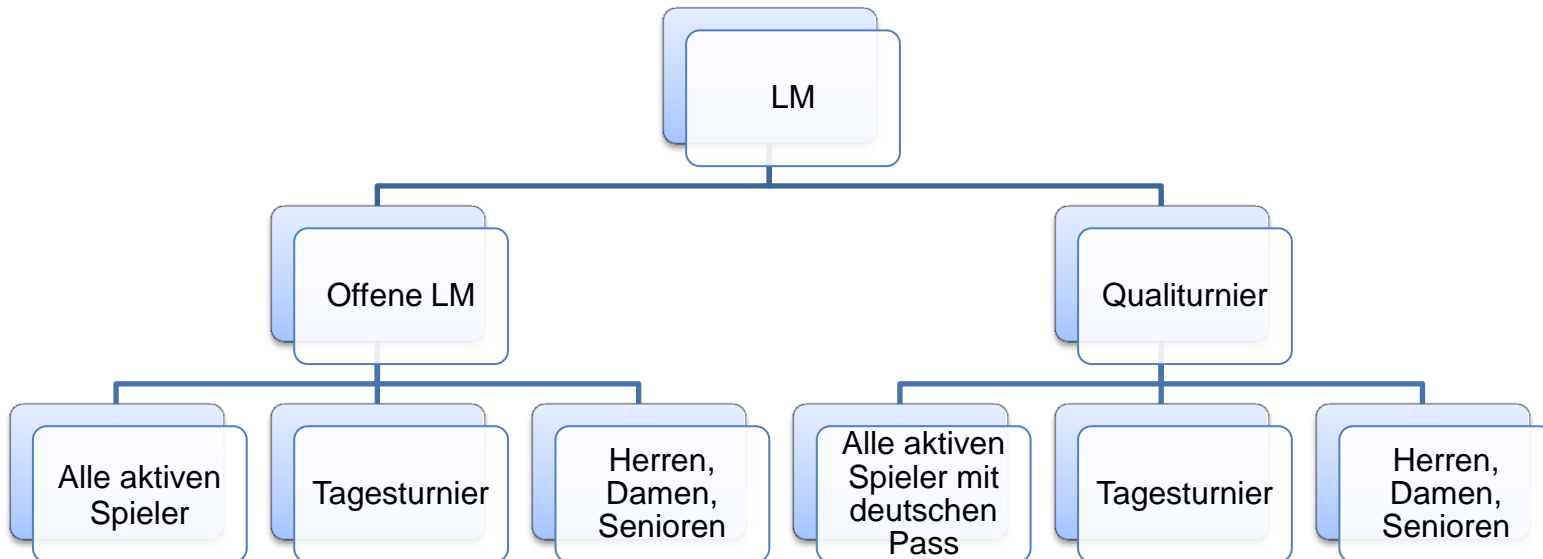 LM
Offene LM
Qualiturnier
Alle aktiven
Spieler
Tagesturnier
Herren,
Damen,
Senioren
Alle aktiven
Spieler mit
deutschen
Pass
Tagesturnier
Herren,
Damen,
Senioren